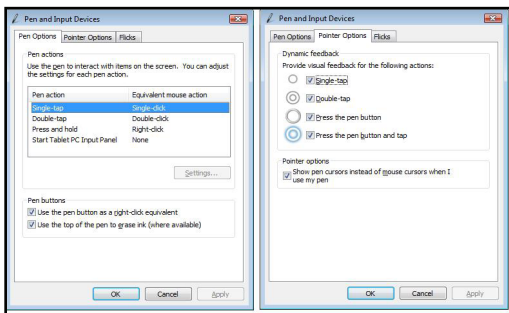 Pen and Input Devices
Pen Options Pointer Options Flicks
Pen actions
Use the pen to interact with items on the screen. You can adjust
the settings for each pen action.
Pen action Equivalent mouse action
Single-tap Single-click
Double-tap Double-click
Press and hold Right-click
Start Tablet PC Input Panel None
Settings...
Pen buttons
Use the pen button as a right-click equivalent
Use the top of the pen to erase ink (where available)
OK Cancel Apply
Pen and Input Devices
Pen Options Pointer Options Flicks
Dynamic feedback
Provide visual feedback for the following actions:
Single-tap
Double-tap
Press the pen button
Press the pen button and tap
Pointer options
Show pen cursors instead of mouse cursors when I
use my pen
OK Cancel Apply